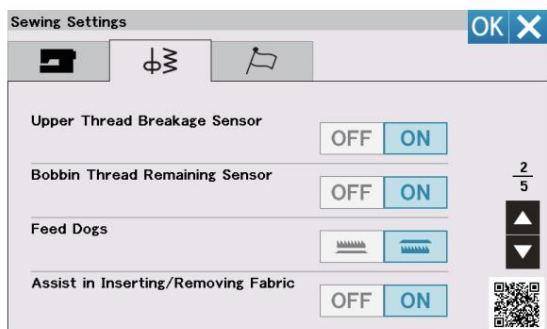 Sewing Settings
OK
Upper Thread Breakage Sensor
OFF ON
Bobbin Thread Remaining Sensor
OFF ON
2
5
Feed Dogs
Assist in Inserting/Removing Fabric
OFF ON